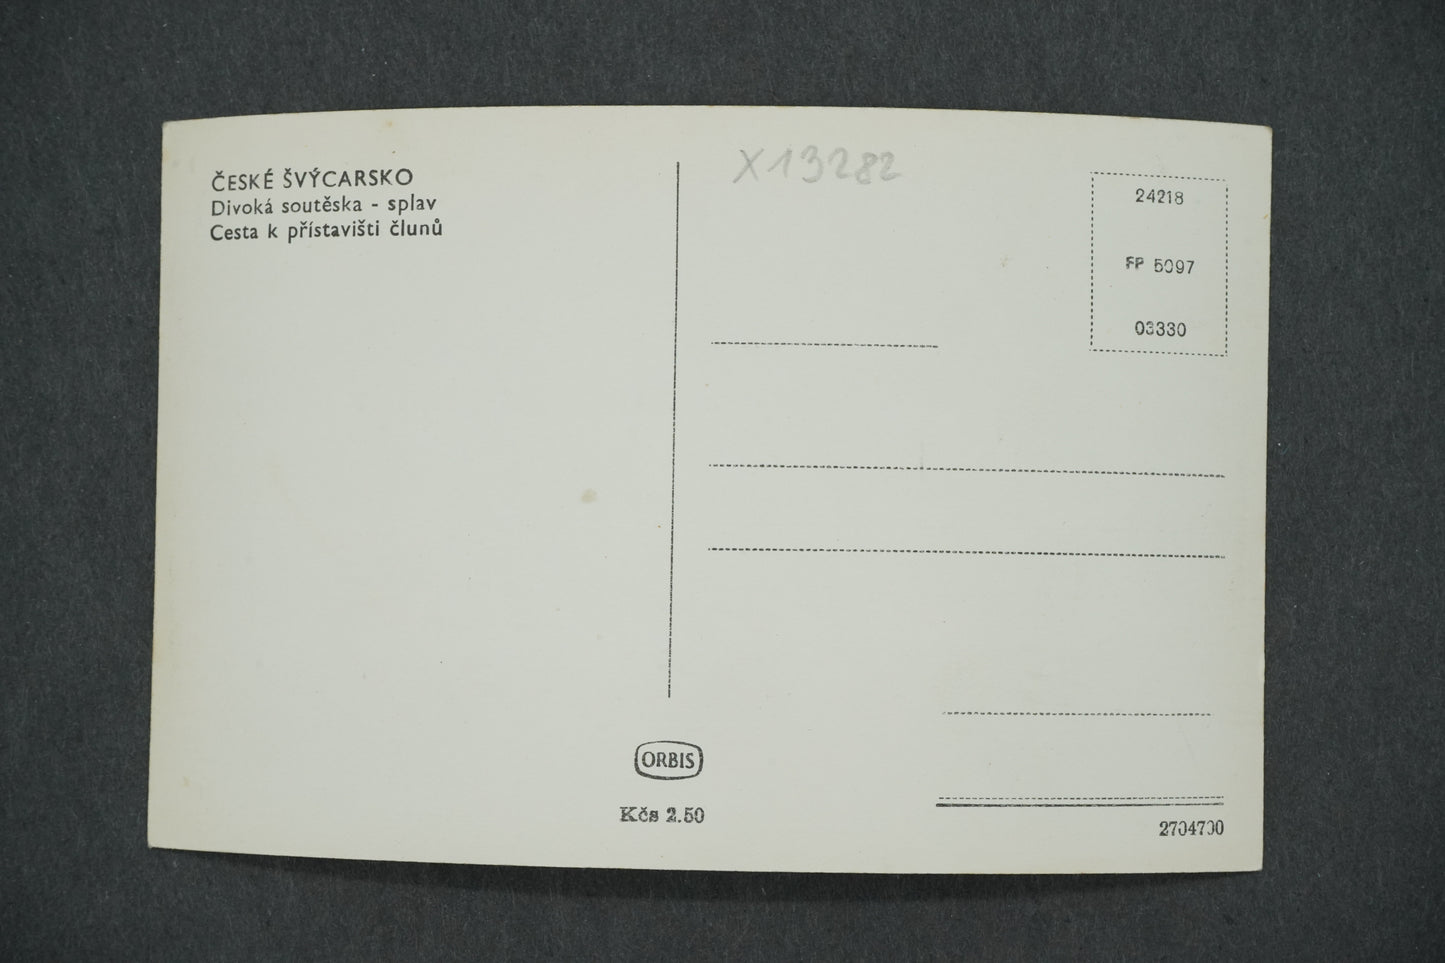 ČESKÉ ŠVÝCARSKO
Divoká soutěska - splav
Cesta k přístavišti člunů
X13282
24218
FP 5097
03330
ORBIS
Kčs 2.50
2704700